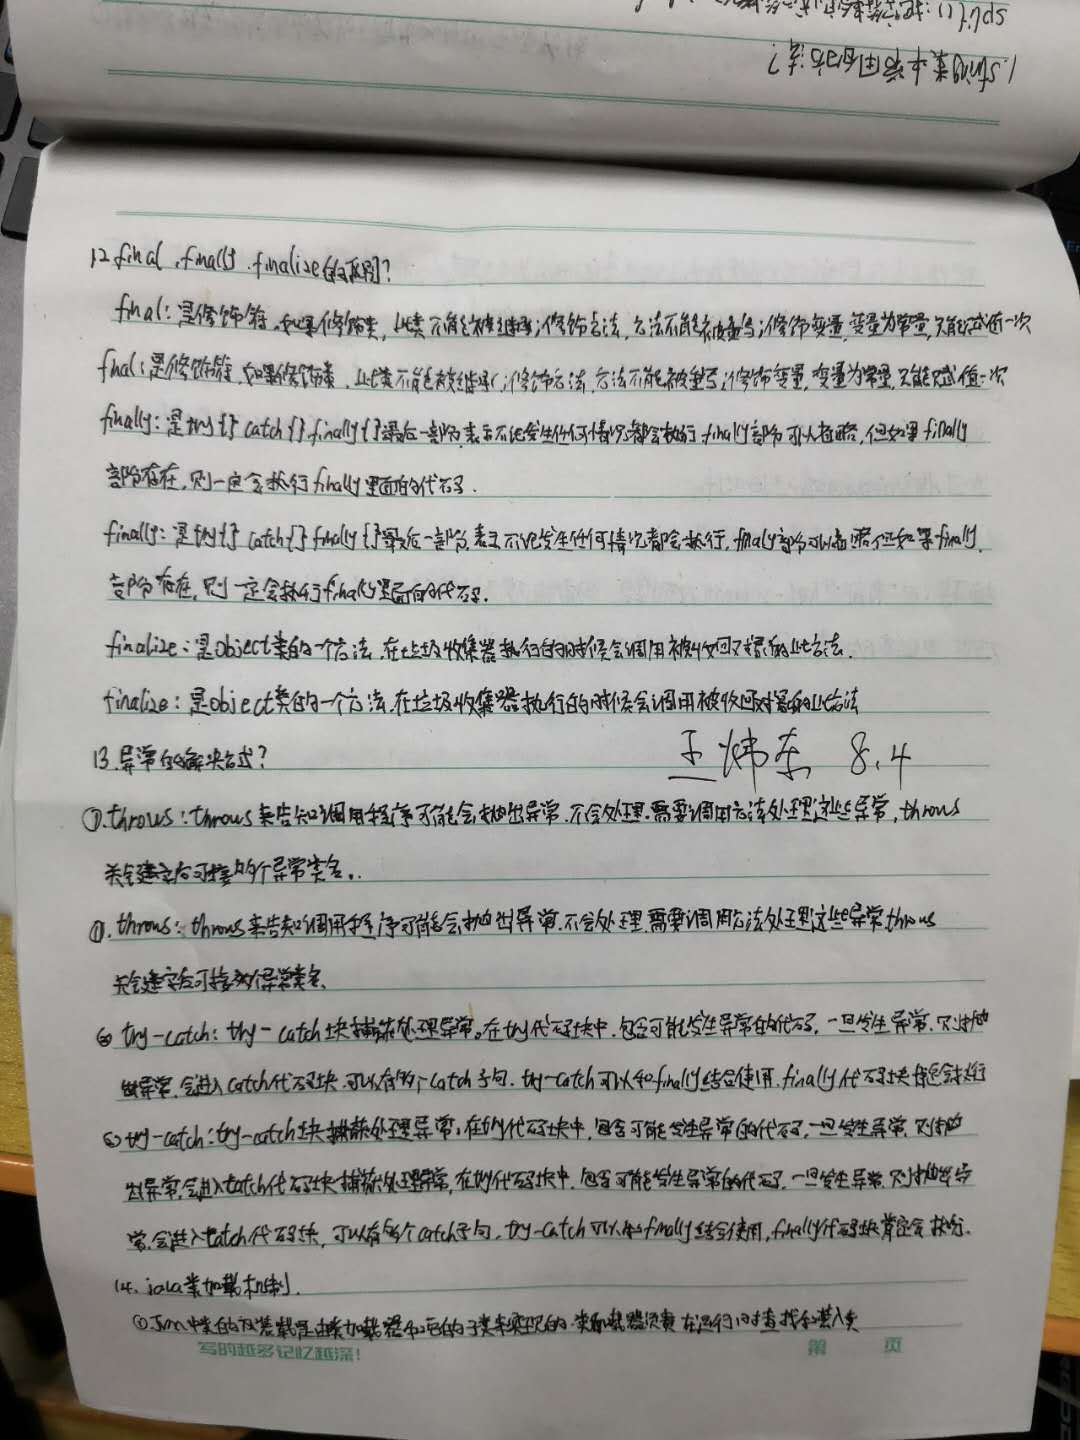 1.String类中常用的方法?
split():把字符串
12.final,finally,finalize的区别?
final:是修饰符,如果修饰类,此类不能被继承;修饰方法,方法不能被重写;修饰变量,变量为常量,只能赋值一次
final:是修饰符,如果修饰类,此类不能被继承;修饰方法,方法不能被重写;修饰变量,变量为常量,只能赋值一次
finally:是try{}catch{}finally{}最后一部分,表示不论发生任何情况都会执行,finally部分可以省略,但如果finally
部分存在,则一定会执行finally里面的代码.
finally:是try{}catch{}finally{}最后一部分,表示不论发生任何情况都会执行,finaly部分可以省略但如果finally,
部分存在,则一定会执行finally里面的代码.
finalize:是Object类的一个方法,在垃圾收集器执行的时候会调用被收回对象的此方法.
finalize:是object类的一个方法,在垃圾收集器执行的时候会调用被收回对象的此方法
王炜东 8.4
13.异常的解决方式?
①.throws:throws来告知调用程序可能会抛出异常,不会处理.需要调用方法处理这些异常,throws
关键字后可接多个异常类名..
①.throws:throws来告知调用程序可能会抛出异常.不会处理,需要调用方法处理这些异常,throws
关键字后可接多个异常类名.
② try-catch:try-catch块捕获处理异常。在try代码块中,包含可能发生异常的代码,一旦发生异常,则抛
出异常,会进入catch代码块,可以有多个catch子句.try-catch可以和finally结合使用,finally代码块肯定会执行
②try-catch:try-catch块捕获处理异常,在try代码块中,包含可能发生异常的代码,一旦发生异常,则抛
出异常,会进入catch代码块捕获处理异常,在try代码块中,包含可能发生异常的代码,一旦发生异常,则抛出异
常,会进入catch代码块,可以有多个catch子句,try-catch可以和finally结合使用,finally代码块肯定会执行.
14.java类加载机制.
①Jvm中类的装载是由类加载器和它的子类来实现的.类加载器负责在运行时查找和装入类
写的越多记忆越深!
第 页